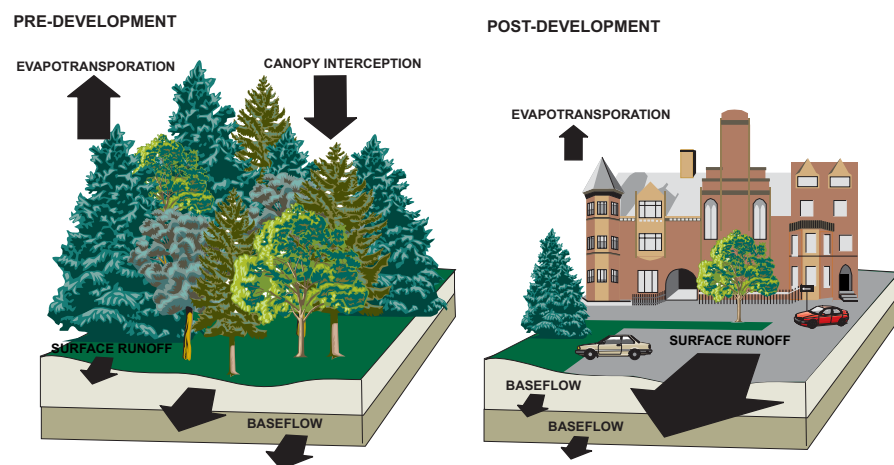 PRE-DEVELOPMENT
EVAPOTRANSPORATION
CANOPY INTERCEPTION
SURFACE RUNOFF
BASEFLOW
POST-DEVELOPMENT
EVAPOTRANSPORATION
SURFACE RUNOFF
BASEFLOW
BASEFLOW